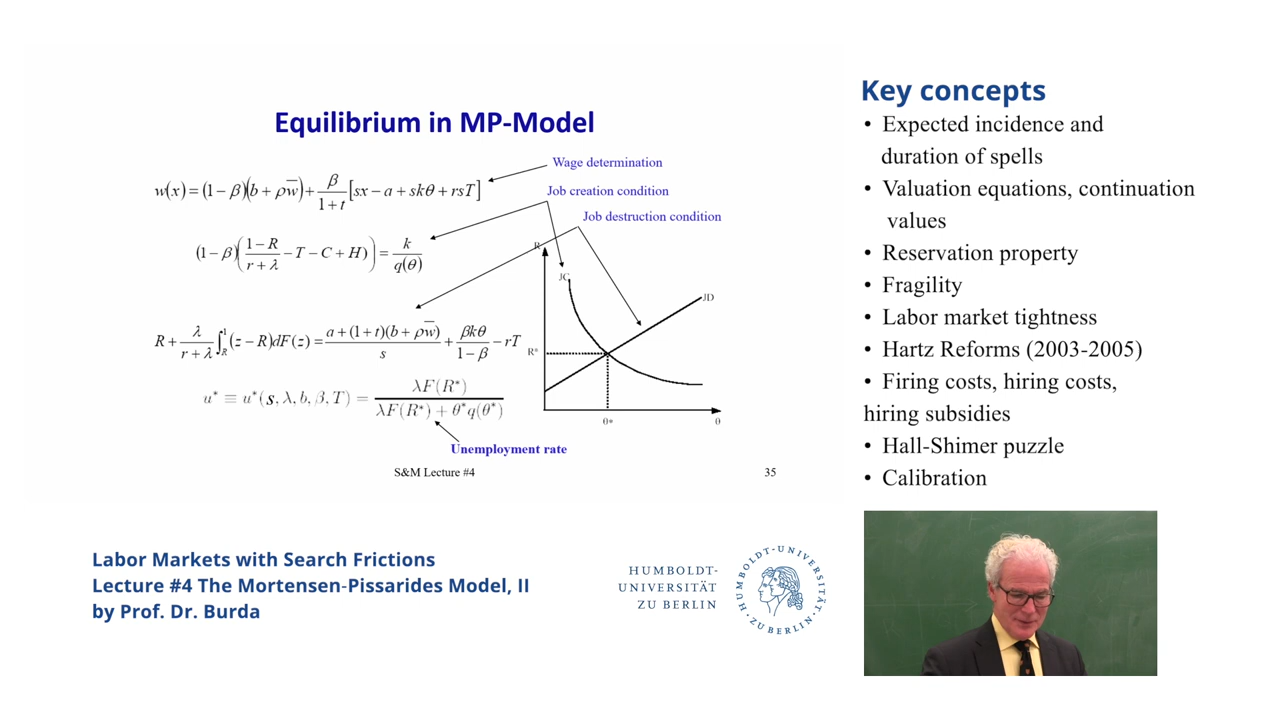 Equilibrium in MP-Model
Wage determination
w(x) = (1 − β)(b + ρw̅) + β/(1 + t) [sx − a + skθ + rsT]
Job creation condition
Job destruction condition
(1 − β)((1 − R)/(r + λ) − T − C + H) ) = k/q(θ)
R
JC
JD
R + λ/(r + λ) ∫_R^1 (z − R)dF(z) = (a + (1 + t)(b + ρw̅))/s + βkθ/(1 − β) − rT
R*
u* ≡ u*(s, λ, b, β, T) = λF(R*)/(λF(R*) + θ*q(θ*))
θ*
θ
Unemployment rate
S&M Lecture #4
35
Key concepts
• Expected incidence and
duration of spells
• Valuation equations, continuation
values
• Reservation property
• Fragility
• Labor market tightness
• Hartz Reforms (2003-2005)
• Firing costs, hiring costs,
hiring subsidies
• Hall-Shimer puzzle
• Calibration
Labor Markets with Search Frictions
Lecture #4 The Mortensen-Pissarides Model, II
by Prof. Dr. Burda
HUMBOLDT-
UNIVERSITÄT
ZU BERLIN
HUMBOLDT-UNIVERSITÄT
ZU BERLIN